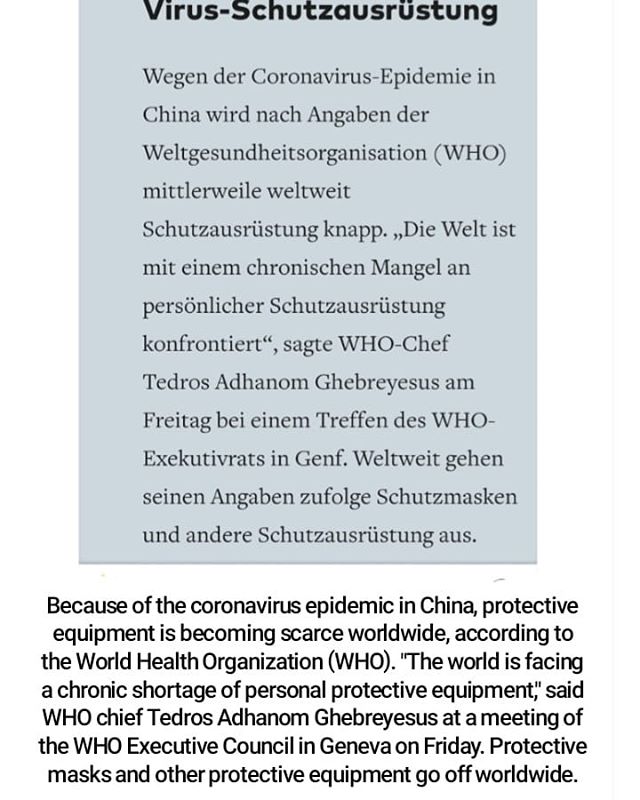 Virus-Schutzausrüstung
Wegen der Coronavirus-Epidemie in
China wird nach Angaben der
Weltgesundheitsorganisation (WHO)
mittlerweile weltweit
Schutzausrüstung knapp. „Die Welt ist
mit einem chronischen Mangel an
persönlicher Schutzausrüstung
konfrontiert“, sagte WHO-Chef
Tedros Adhanom Ghebreyesus am
Freitag bei einem Treffen des WHO-
Exekutivrats in Genf. Weltweit gehen
seinen Angaben zufolge Schutzmasken
und andere Schutzausrüstung aus.
Because of the coronavirus epidemic in China, protective
equipment is becoming scarce worldwide, according to
the World Health Organization (WHO). "The world is facing
a chronic shortage of personal protective equipment," said
WHO chief Tedros Adhanom Ghebreyesus at a meeting of
the WHO Executive Council in Geneva on Friday. Protective
masks and other protective equipment go off worldwide.